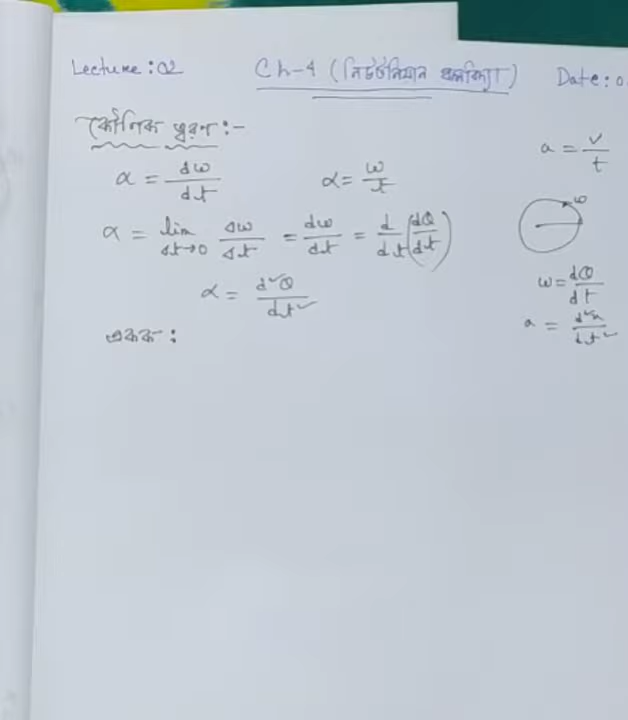 Lecture : 02 Ch-4 (নিউটনিয়ান বলবিদ্যা) Date : 0
কৌণিক ত্বরণ :-
α = dω/dt α = ω/t a = v/t
α = lim Δt→0 Δω/Δt = dω/dt = d/dt (dθ/dt) ω
α = d²θ/dt² ω = dθ/dt
একক : a = d²x/dt²